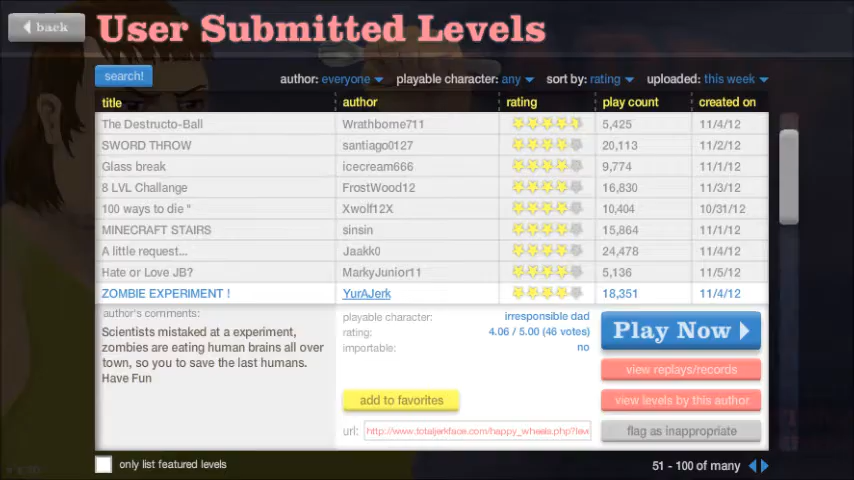 back
User Submitted Levels
search!
author: everyone playable character: any sort by: rating uploaded: this week
title author rating play count created on
The Destructo-Ball Wrathborne711 5,425 11/4/12
SWORD THROW santiago0127 20,113 11/2/12
Glass break icecream666 9,774 11/1/12
8 LVL Challange FrostWood12 16,830 11/3/12
100 ways to die " Xwolf12X 10,404 10/31/12
MINECRAFT STAIRS sinsin 15,864 11/1/12
A little request... Jaakk0 24,478 11/4/12
Hate or Love JB? MarkyJunior11 5,136 11/5/12
ZOMBIE EXPERIMENT ! YurAJerk 18,351 11/4/12
author's comments:
Scientists mistaked at a experiment,
zombies are eating human brains all over
town, so you to save the last humans.
Have Fun
playable character: irresponsible dad
rating: 4.06 / 5.00 (46 votes)
importable: no
add to favorites
url: http://www.totaljerkface.com/happy_wheels.php?lev
Play Now
view replays/records
view levels by this author
flag as inappropriate
only list featured levels
51 - 100 of many